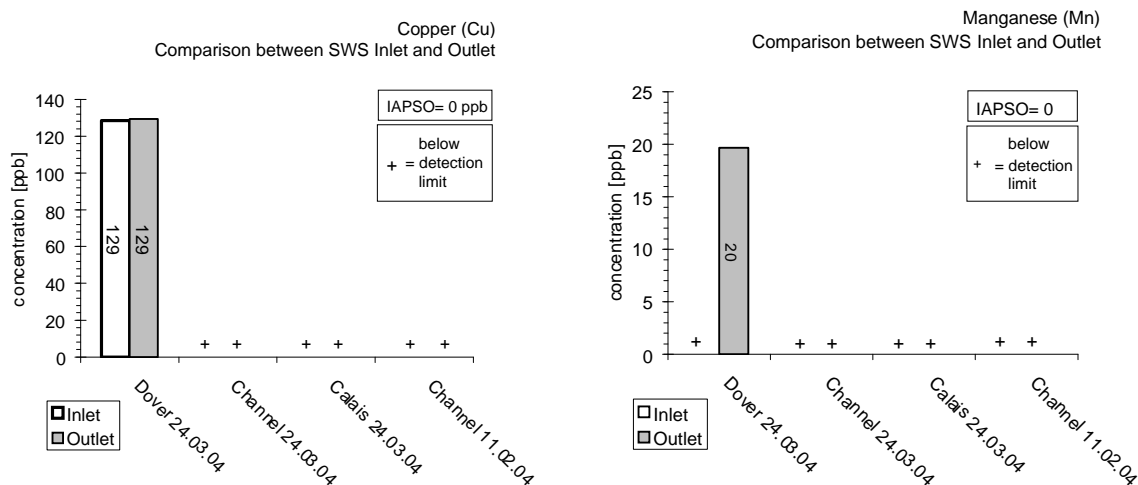 Copper (Cu)
Comparison between SWS Inlet and Outlet
IAPSO= 0 ppb
below
+ = detection
limit
concentration [ppb]
140
120
100
80
60
40
20
0
129
129
+ + + + + +
Dover 24.03.04
Channel 24.03.04
Calais 24.03.04
Channel 11.02.04
Inlet
Outlet
Manganese (Mn)
Comparison between SWS Inlet and Outlet
IAPSO= 0
below
+ = detection
limit
concentration [ppb]
25
20
15
10
5
0
20
+ + + + + + +
Dover 24.03.04
Channel 24.03.04
Calais 24.03.04
Channel 11.02.04
Inlet
Outlet